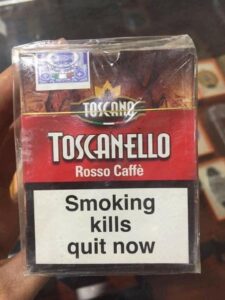 TOSCANO
TOSCANELLO
Rosso Caffè
Smoking
kills
quit now